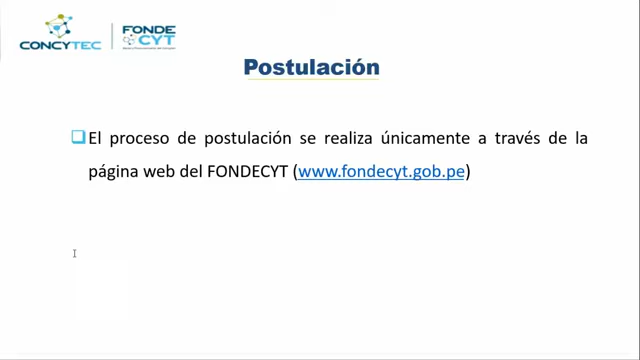 CONCYTEC
FONDE
CYT
Postulación
El proceso de postulación se realiza únicamente a través de la
página web del FONDECYT (www.fondecyt.gob.pe)